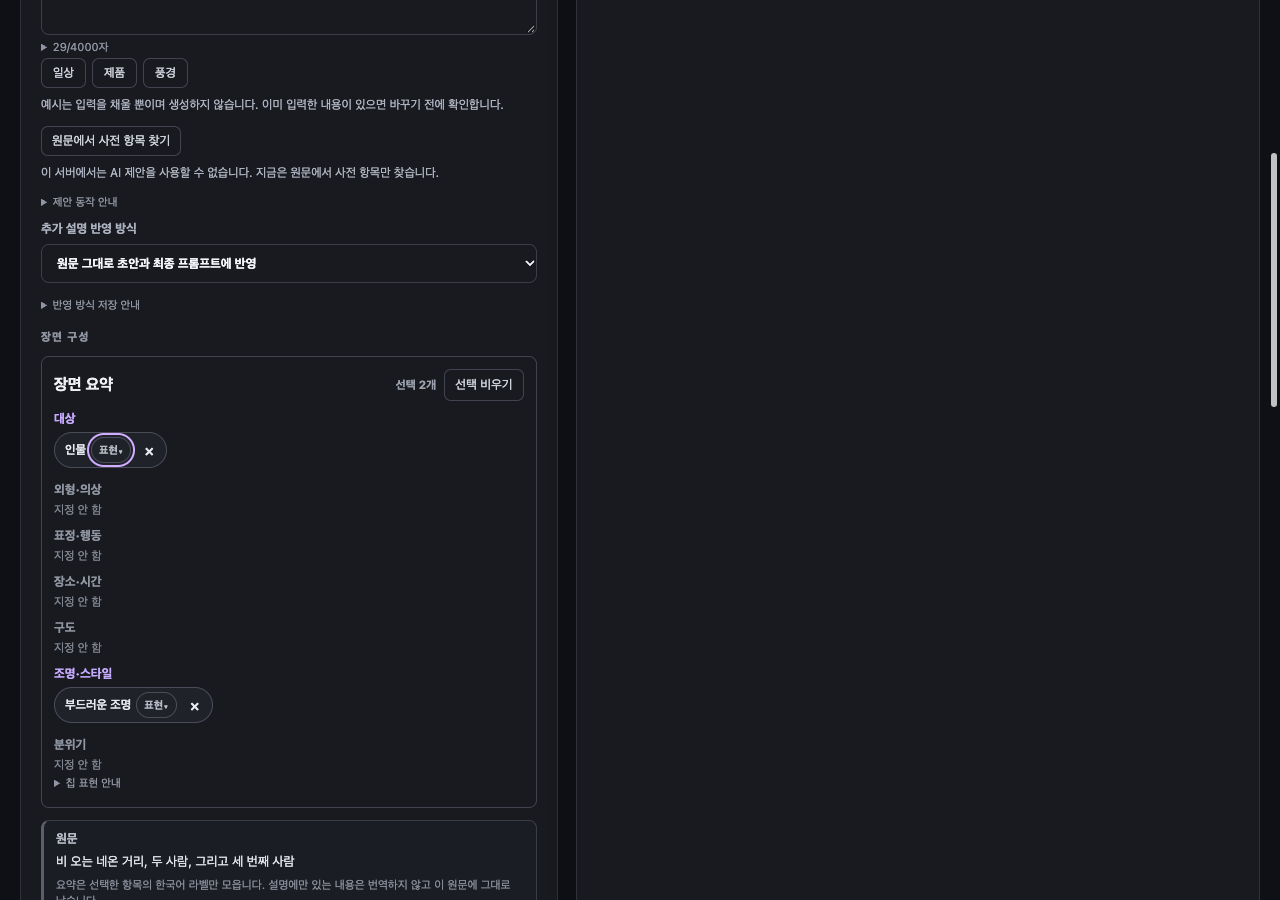 29/4000자
일상 제품 풍경
예시는 입력을 채울 뿐이며 생성하지 않습니다. 이미 입력한 내용이 있으면 바꾸기 전에 확인합니다.
원문에서 사전 항목 찾기
이 서버에서는 AI 제안을 사용할 수 없습니다. 지금은 원문에서 사전 항목만 찾습니다.
제안 동작 안내
추가 설명 반영 방식
원문 그대로 초안과 최종 프롬프트에 반영
반영 방식 저장 안내
장면 구성
장면 요약 선택 2개 선택 비우기
대상
인물 표현
외형·의상
지정 안 함
표정·행동
지정 안 함
장소·시간
지정 안 함
구도
지정 안 함
조명·스타일
부드러운 조명 표현
분위기
지정 안 함
칩 표현 안내
원문
비 오는 네온 거리, 두 사람, 그리고 세 번째 사람
요약은 선택한 항목의 한국어 라벨만 모읍니다. 설명에만 있는 내용은 번역하지 않고 이 원문에 그대로